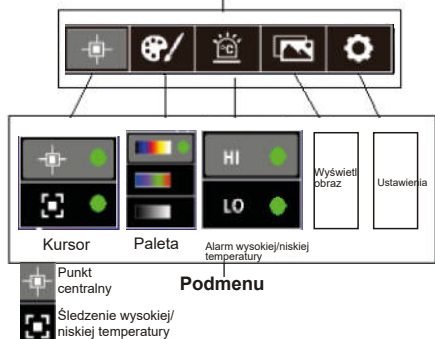 °C
HI
LO
Wyświetl
obraz
Ustawienia
Kursor
Paleta
Alarm wysokiej/niskiej
temperatury
Podmenu
Punkt
centralny
Śledzenie wysokiej/
niskiej temperatury